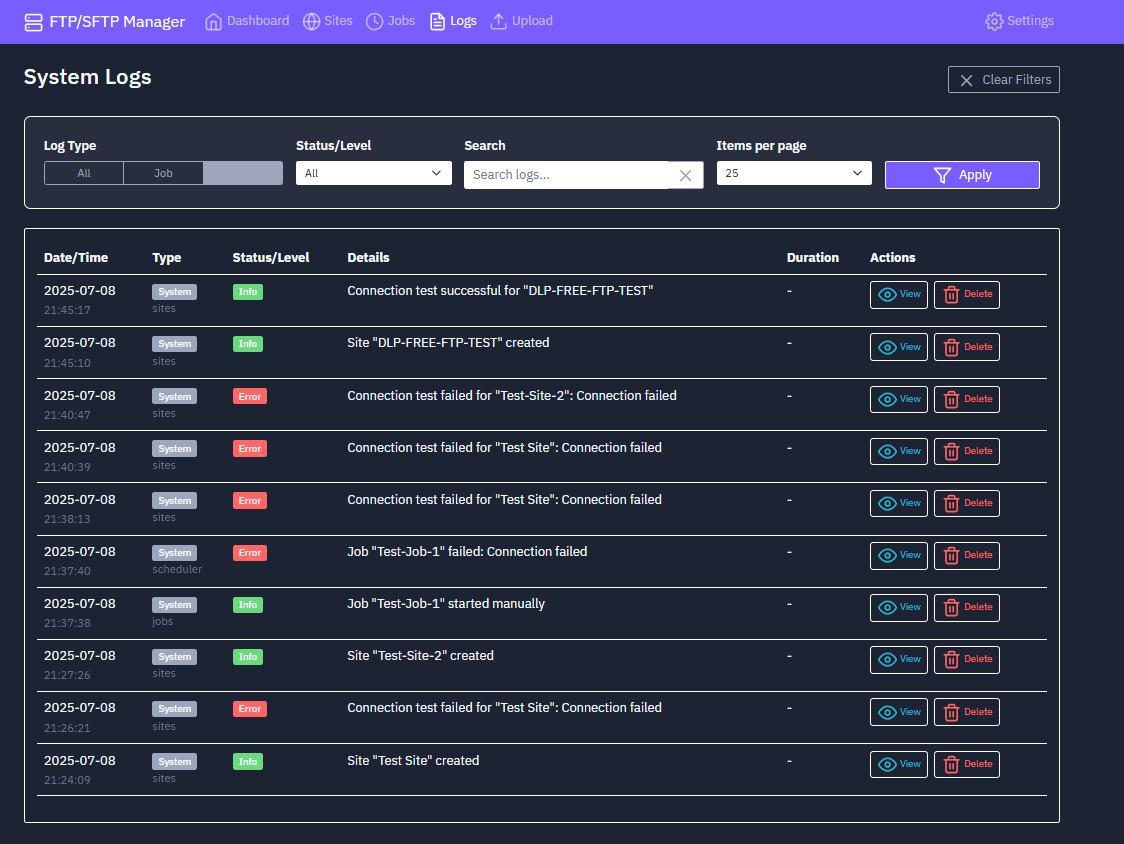 FTP/SFTP Manager Dashboard Sites Jobs Logs Upload Settings
System Logs
Clear Filters
Log Type Status/Level Search Items per page
All Job All Search logs... 25 Apply
Date/Time Type Status/Level Details Duration Actions
2025-07-08 System Info Connection test successful for "DLP-FREE-FTP-TEST" - View Delete
21:45:17 sites
2025-07-08 System Info Site "DLP-FREE-FTP-TEST" created - View Delete
21:45:10 sites
2025-07-08 System Error Connection test failed for "Test-Site-2": Connection failed - View Delete
21:40:47 sites
2025-07-08 System Error Connection test failed for "Test Site": Connection failed - View Delete
21:40:39 sites
2025-07-08 System Error Connection test failed for "Test Site": Connection failed - View Delete
21:38:13 sites
2025-07-08 System Error Job "Test-Job-1" failed: Connection failed - View Delete
21:37:40 scheduler
2025-07-08 System Info Job "Test-Job-1" started manually - View Delete
21:37:38 jobs
2025-07-08 System Info Site "Test-Site-2" created - View Delete
21:27:26 sites
2025-07-08 System Error Connection test failed for "Test Site": Connection failed - View Delete
21:26:21 sites
2025-07-08 System Info Site "Test Site" created - View Delete
21:24:09 sites